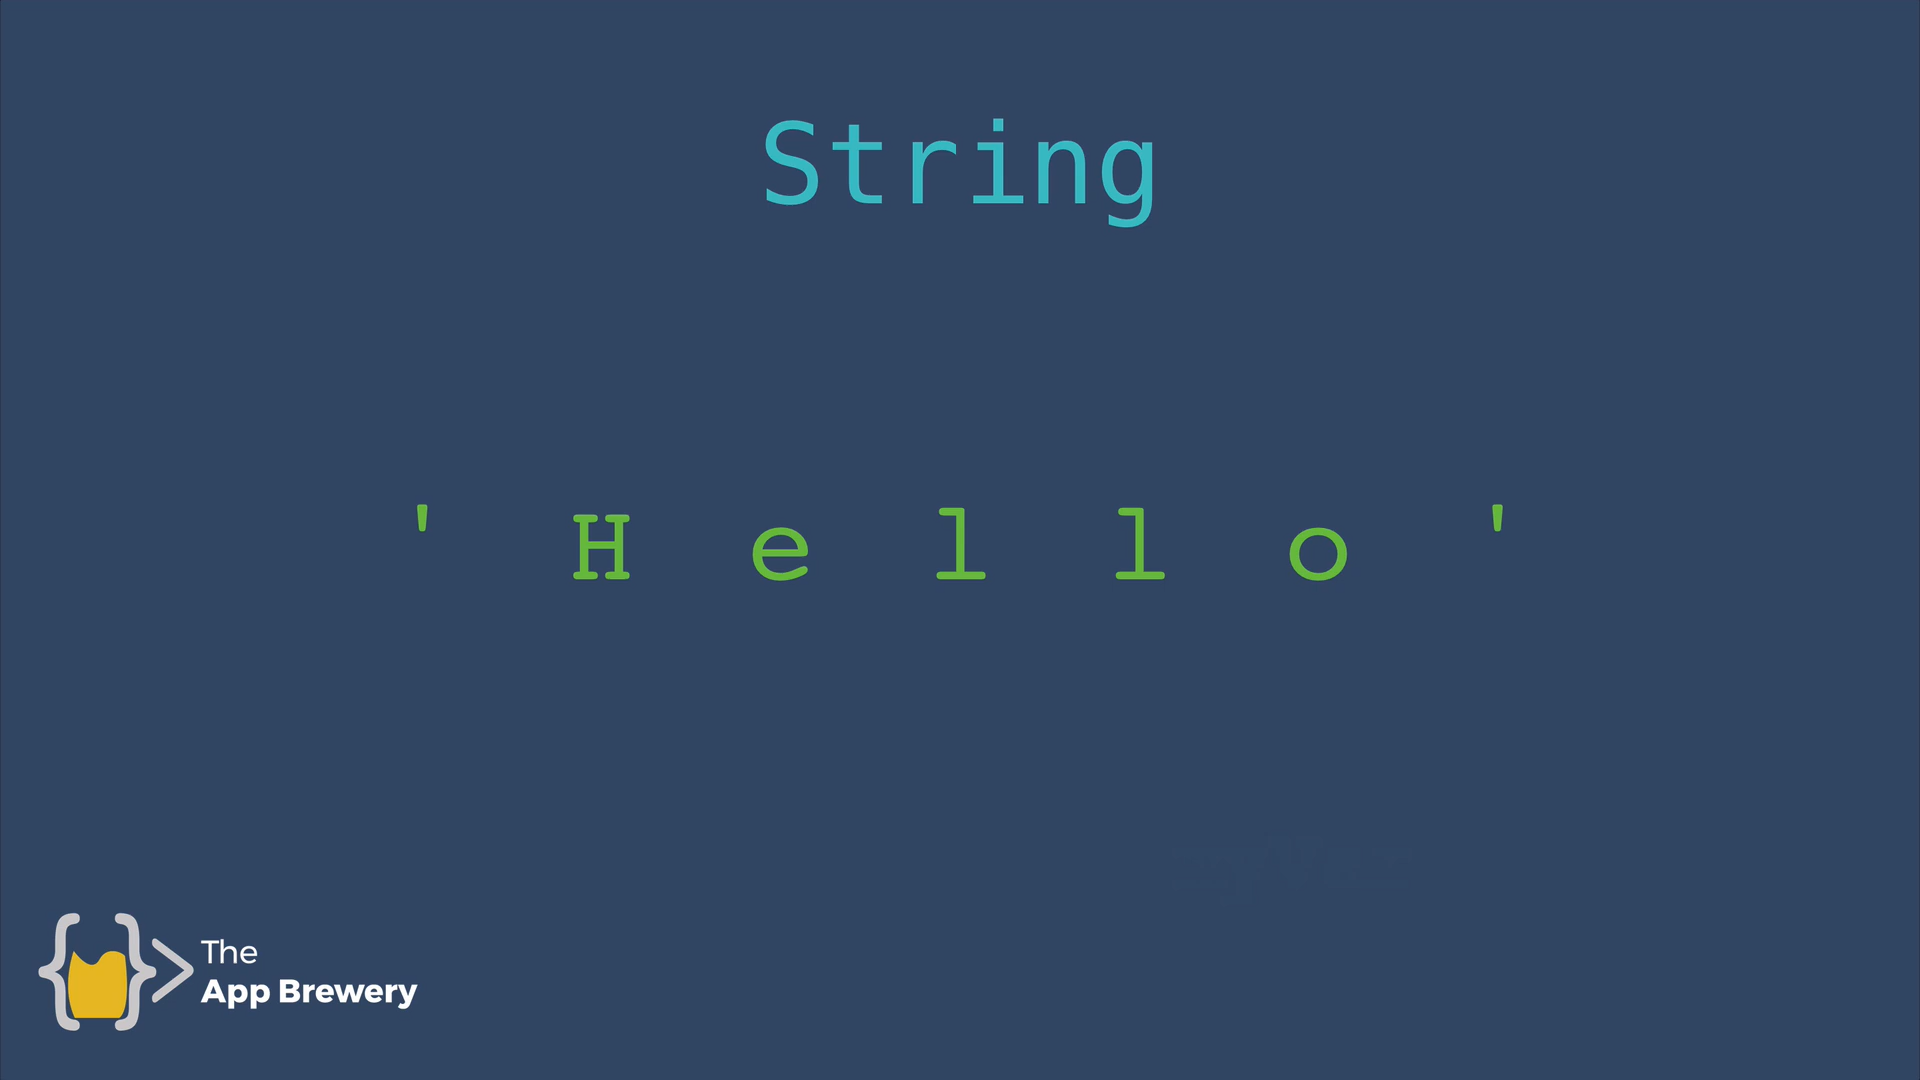 String
' H e l l o '
The
App Brewery